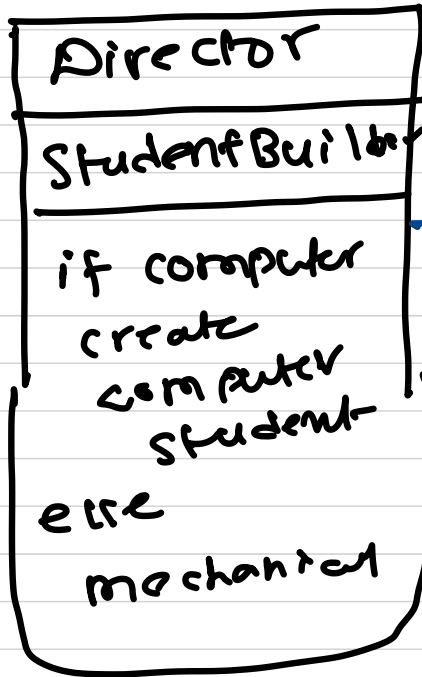 Director
StudentBuilder
if computer
create
computer
student
else
mechanical